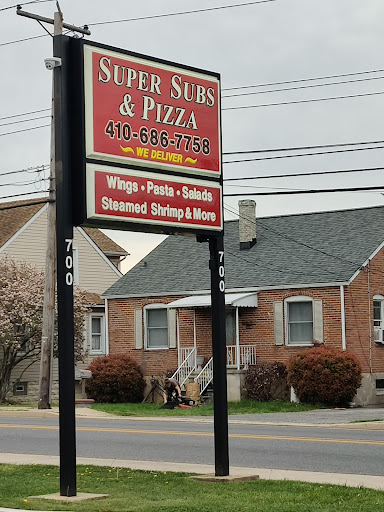 SUPER SUBS
& PIZZA
410-686-7758
WE DELIVER
Wings • Pasta • Salads
Steamed Shrimp & More
700
700